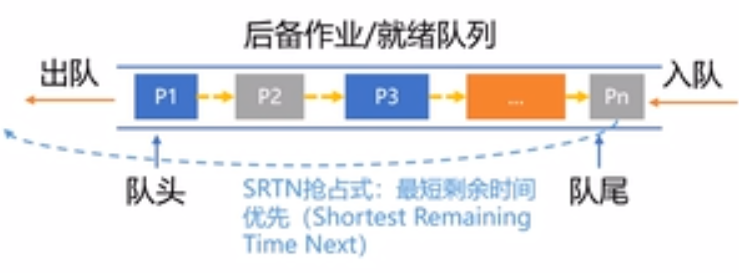 后备作业/就绪队列
出队
P1
P2
P3
...
Pn
入队
队头
SRTN抢占式：最短剩余时间
优先（Shortest Remaining
Time Next）
队尾